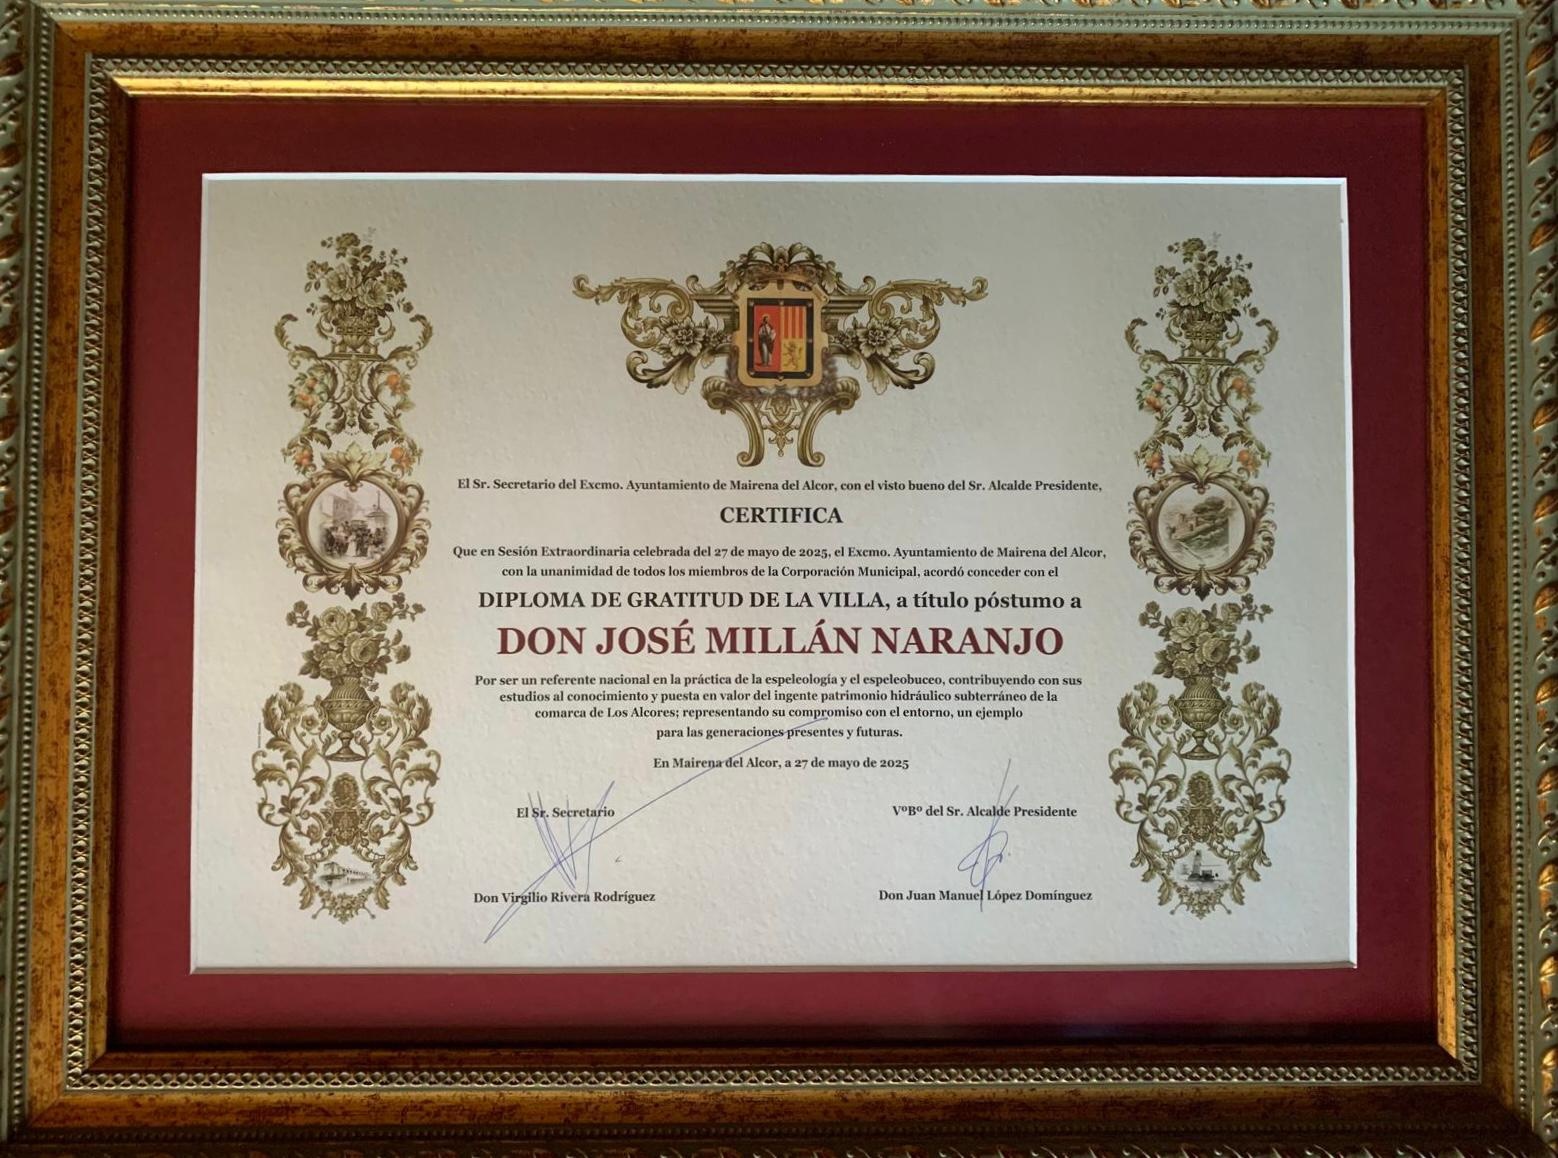 El Sr. Secretario del Excmo. Ayuntamiento de Mairena del Alcor, con el visto bueno del Sr. Alcalde Presidente,
CERTIFICA
Que en Sesión Extraordinaria celebrada del 27 de mayo de 2025, el Excmo. Ayuntamiento de Mairena del Alcor,
con la unanimidad de todos los miembros de la Corporación Municipal, acordó conceder con el
DIPLOMA DE GRATITUD DE LA VILLA, a título póstumo a
DON JOSÉ MILLÁN NARANJO
Por ser un referente nacional en la práctica de la espeleología y el espeleobuceo, contribuyendo con sus
estudios al conocimiento y puesta en valor del ingente patrimonio hidráulico subterráneo de la
comarca de Los Alcores; representando su compromiso con el entorno, un ejemplo
para las generaciones presentes y futuras.
En Mairena del Alcor, a 27 de mayo de 2025
El Sr. Secretario
VºBº del Sr. Alcalde Presidente
Don Virgilio Rivera Rodríguez
Don Juan Manuel López Domínguez